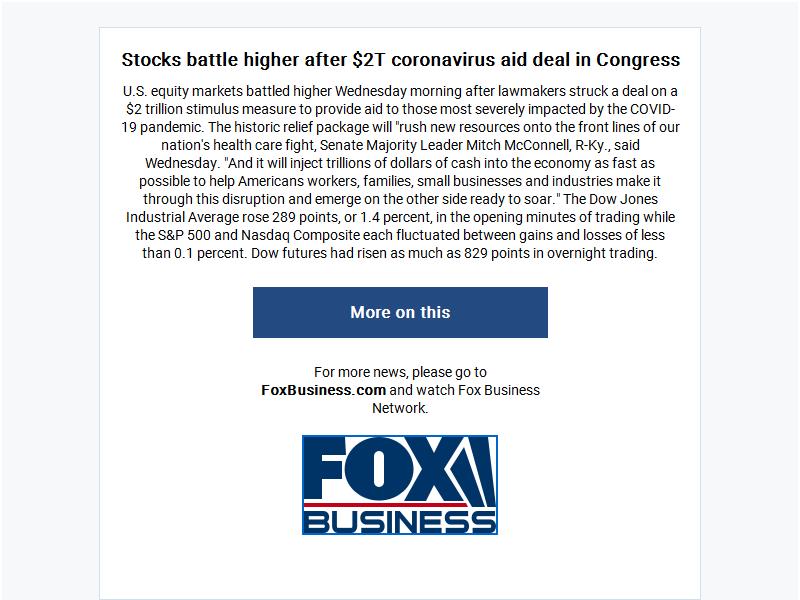 Stocks battle higher after $2T coronavirus aid deal in Congress
U.S. equity markets battled higher Wednesday morning after lawmakers struck a deal on a
$2 trillion stimulus measure to provide aid to those most severely impacted by the COVID-
19 pandemic. The historic relief package will "rush new resources onto the front lines of our
nation's health care fight, Senate Majority Leader Mitch McConnell, R-Ky., said
Wednesday. "And it will inject trillions of dollars of cash into the economy as fast as
possible to help Americans workers, families, small businesses and industries make it
through this disruption and emerge on the other side ready to soar." The Dow Jones
Industrial Average rose 289 points, or 1.4 percent, in the opening minutes of trading while
the S&P 500 and Nasdaq Composite each fluctuated between gains and losses of less
than 0.1 percent. Dow futures had risen as much as 829 points in overnight trading.
More on this
For more news, please go to
FoxBusiness.com and watch Fox Business
Network.
FOX
BUSINESS